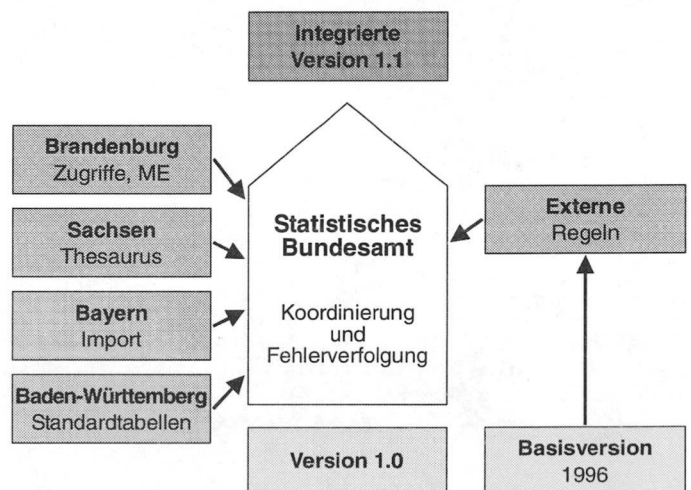 Integrierte
Version 1.1
Brandenburg
Zugriffe, ME
Sachsen
Thesaurus
Bayern
Import
Baden-Württemberg
Standardtabellen
Statistisches
Bundesamt
Koordinierung
und
Fehlerverfolgung
Externe
Regeln
Version 1.0
Basisversion
1996